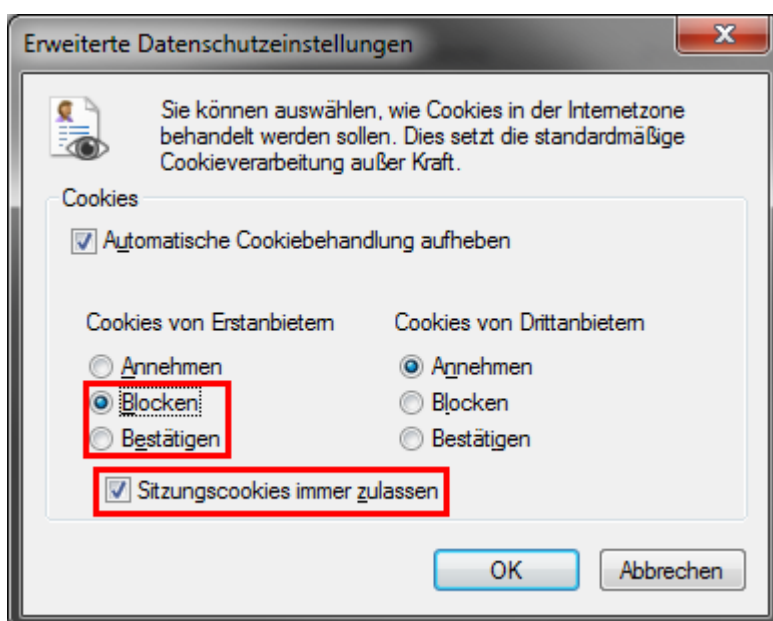 Erweiterte Datenschutzeinstellungen
Sie können auswählen, wie Cookies in der Internetzone
behandelt werden sollen. Dies setzt die standardmäßige
Cookieverarbeitung außer Kraft.
Cookies
Automatische Cookiebehandlung aufheben
Cookies von Erstanbietern
Cookies von Drittanbietern
Annehmen
Annehmen
Blocken
Blocken
Bestätigen
Bestätigen
Sitzungscookies immer zulassen
OK
Abbrechen